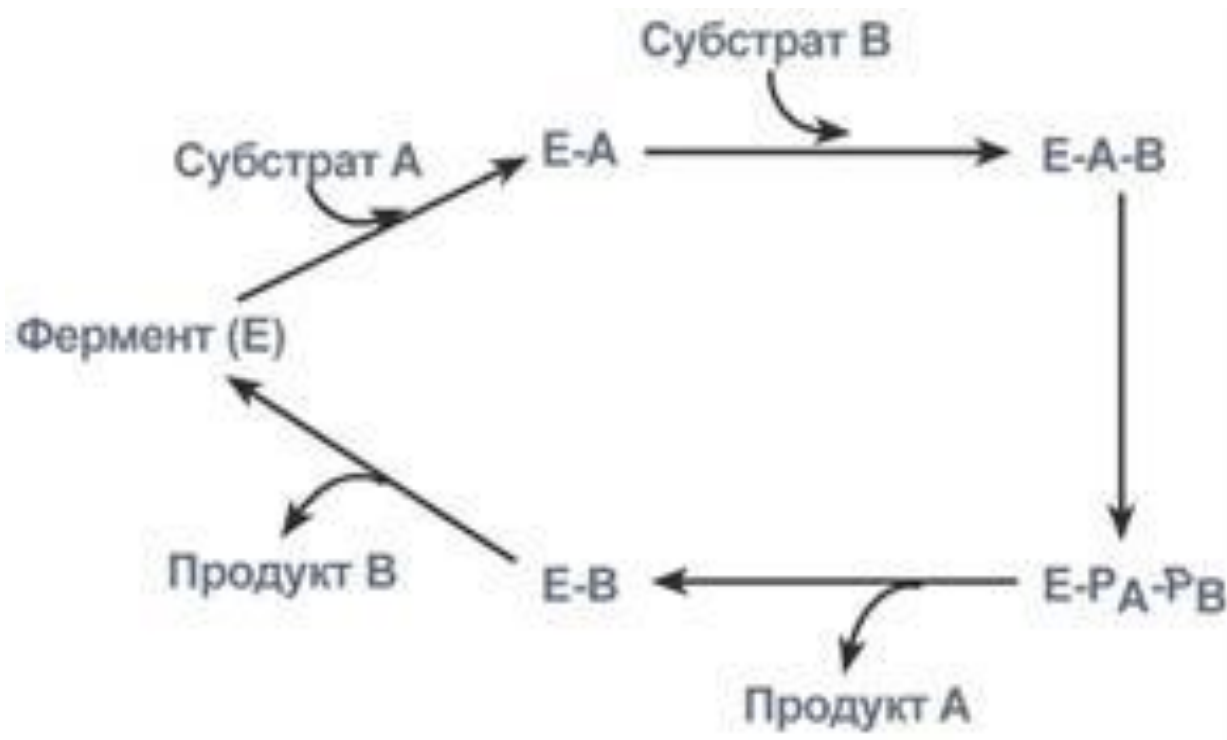 Субстрат В
Субстрат А
Е-А
Е-А-В
Фермент (Е)
Продукт В
Е-В
Е-РА-РВ
Продукт А